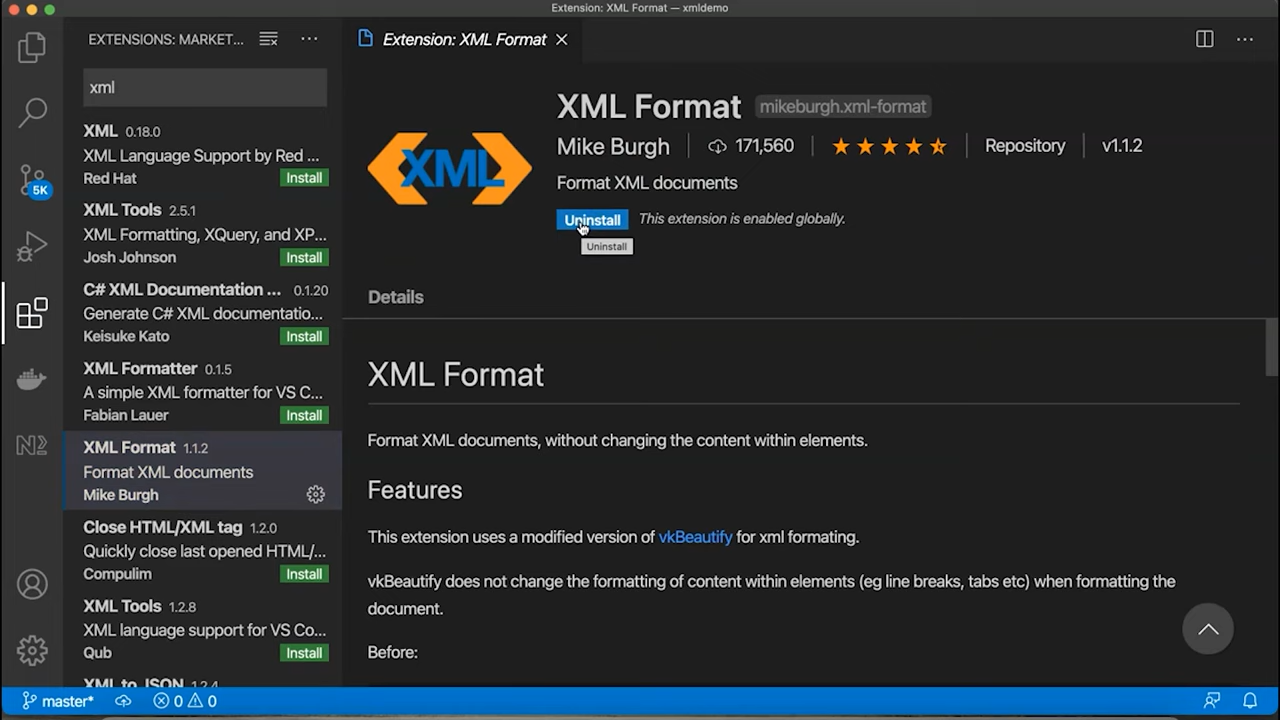 Extension: XML Format — xmldemo
EXTENSIONS: MARKET...
xml
XML 0.18.0
XML Language Support by Red ...
Red Hat Install
XML Tools 2.5.1
XML Formatting, XQuery, and XP...
Josh Johnson Install
C# XML Documentation ... 0.1.20
Generate C# XML documentatio...
Keisuke Kato Install
XML Formatter 0.1.5
A simple XML formatter for VS C...
Fabian Lauer Install
XML Format 1.1.2
Format XML documents
Mike Burgh
Close HTML/XML tag 1.2.0
Quickly close last opened HTML/...
Compulim Install
XML Tools 1.2.8
XML language support for VS Co...
Qub Install
XML to JSON 1.2.4
5K
N2
Extension: XML Format
XML
XML Format mikeburgh.xml-format
Mike Burgh 171,560 Repository v1.1.2
Format XML documents
Uninstall This extension is enabled globally.
Uninstall
Details
XML Format
Format XML documents, without changing the content within elements.
Features
This extension uses a modified version of vkBeautify for xml formating.
vkBeautify does not change the formatting of content within elements (eg line breaks, tabs etc) when formatting the
document.
Before:
master* 0 0